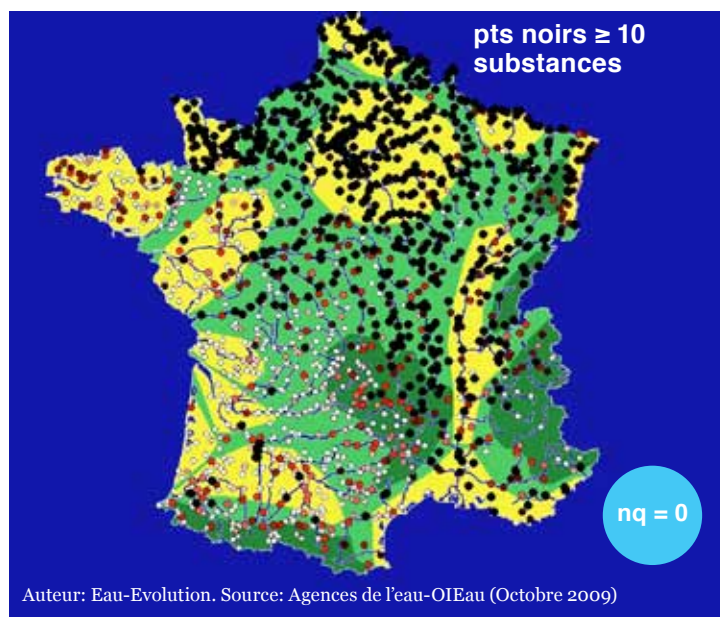 pts noirs ≥ 10
substances
nq = 0
Auteur: Eau-Evolution. Source: Agences de l'eau-OIEau (Octobre 2009)